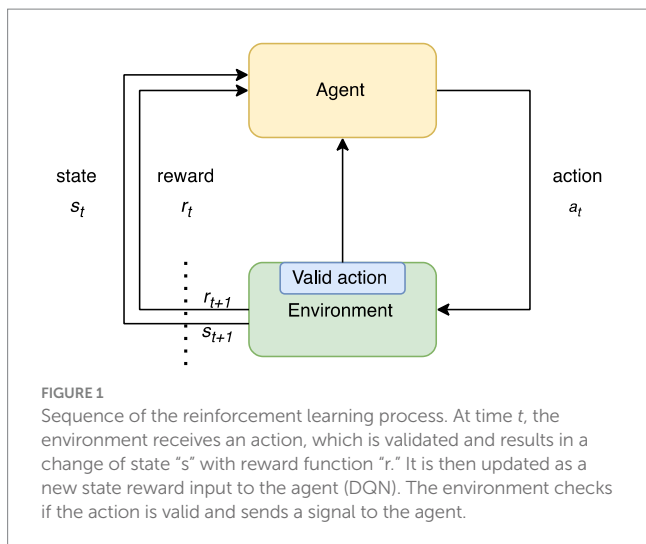 Agent
state
reward
action
s_t
r_t
a_t
Valid action
r_{t+1}
Environment
s_{t+1}
FIGURE 1
Sequence of the reinforcement learning process. At time t, the
environment receives an action, which is validated and results in a
change of state “s” with reward function “r.” It is then updated as a
new state reward input to the agent (DQN). The environment checks
if the action is valid and sends a signal to the agent.